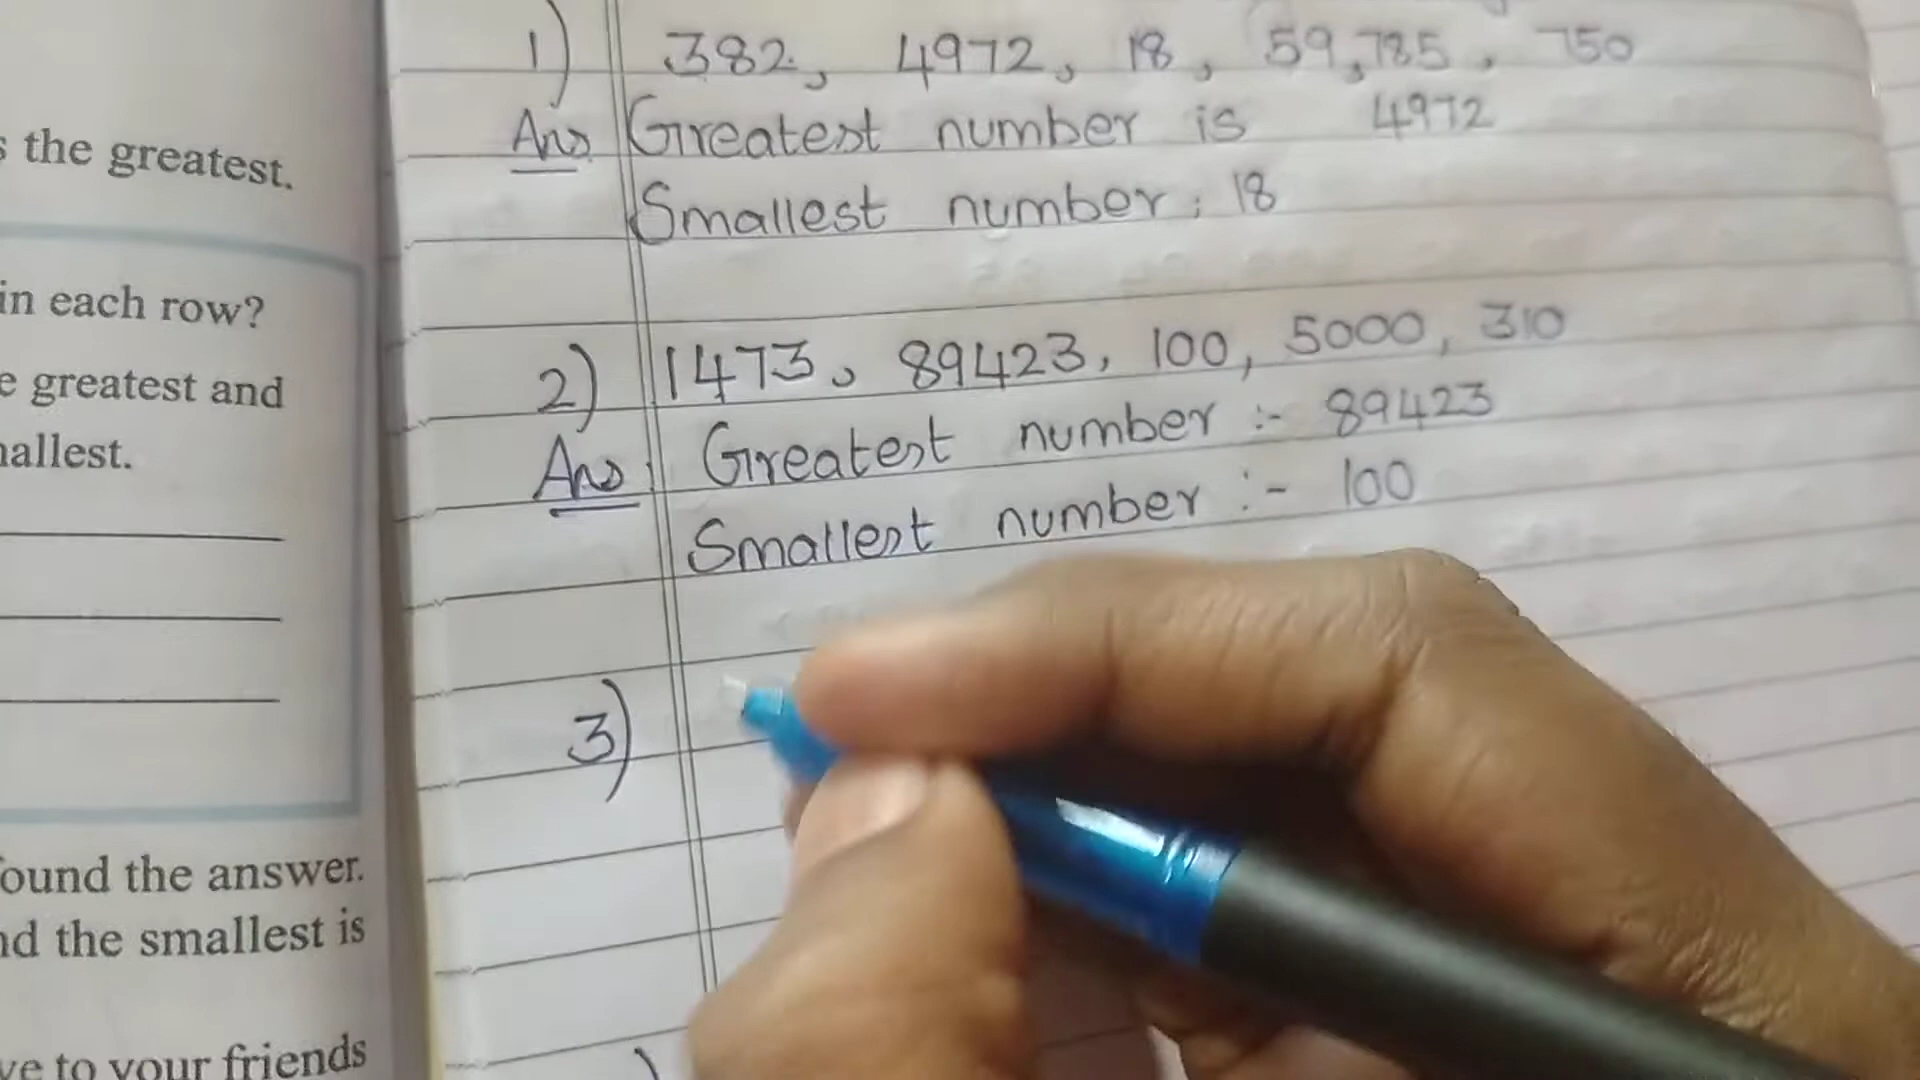 s the greatest.
in each row?
e greatest and
nallest.
found the answer.
nd the smallest is
ve to your friends
1) 382, 4972, 18, 59,785, 750
Ans Greatest number is 4972
Smallest number : 18
2) 1473, 89423, 100, 5000, 310
Ans : Greatest number :- 89423
Smallest number :- 100
3)